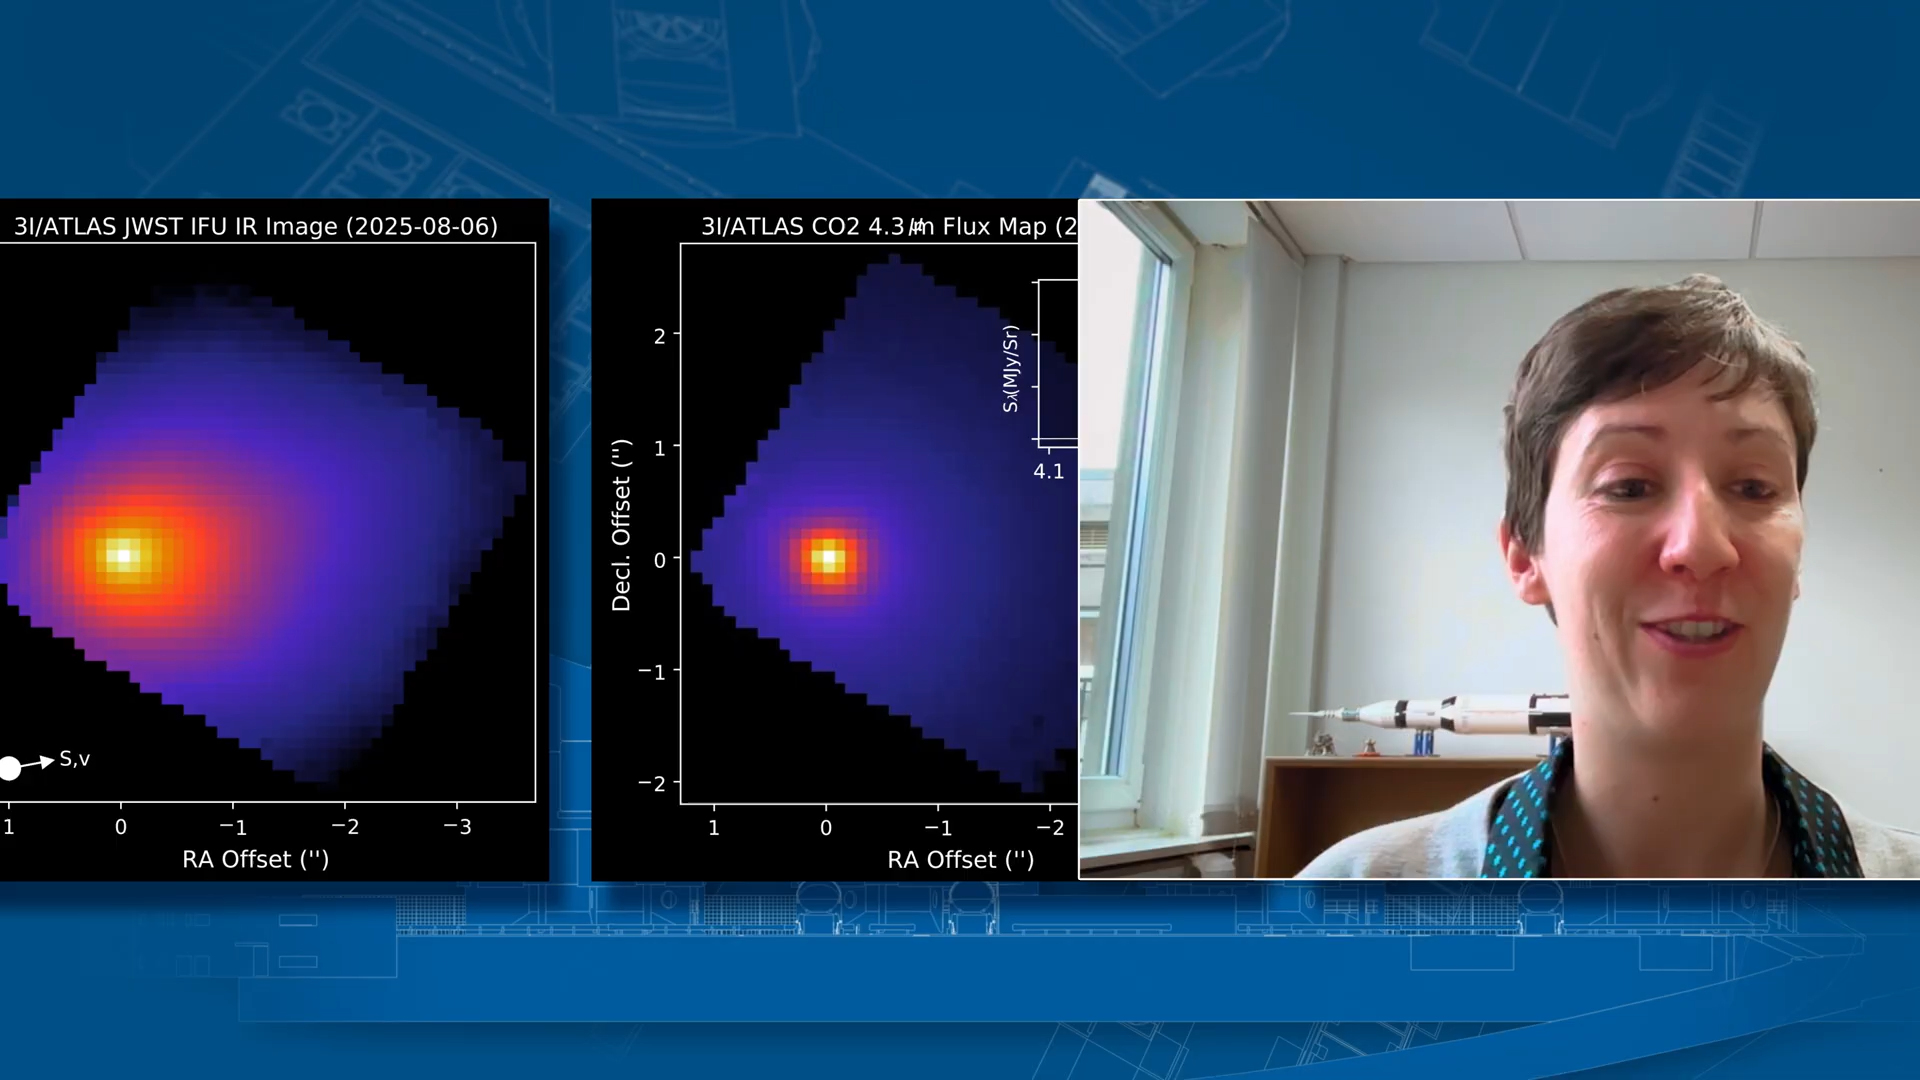 3I/ATLAS JWST IFU IR Image (2025-08-06)
S,v
1 0 −1 −2 −3
RA Offset ('')
3I/ATLAS CO2 4.3 μm Flux Map (2
Decl. Offset ('')
2
1
0
−1
−2
Sλ(MJy/Sr)
4.1
1 0 −1 −2
RA Offset ('')